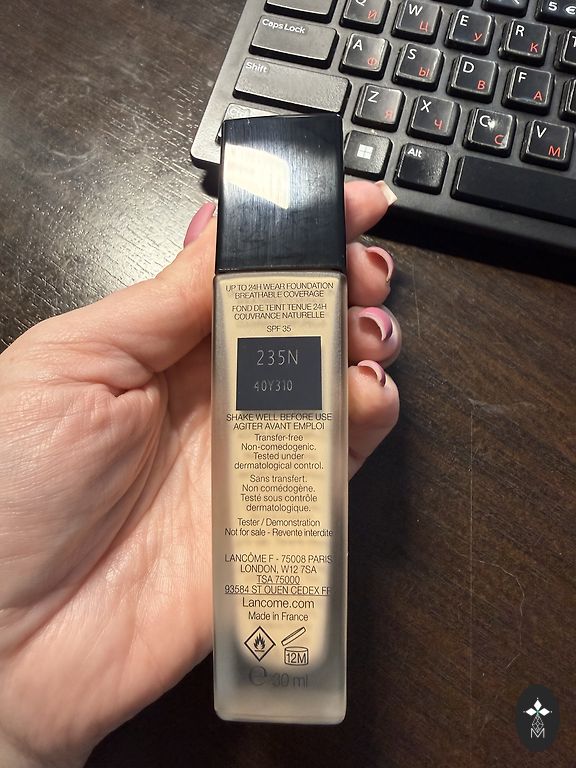 Caps Lock
Shift
Alt
Q Й
W Ц
E У
R К
A Ф
S Ы
D В
F А
Z Я
X Ч
C С
V М
5 €
UP TO 24H WEAR FOUNDATION
BREATHABLE COVERAGE
FOND DE TEINT TENUE 24H
COUVRANCE NATURELLE
SPF 35
235N
40Y310
SHAKE WELL BEFORE USE
AGITER AVANT EMPLOI
Transfer-free
Non-comedogenic.
Tested under
dermatological control.
Sans transfert.
Non comédogène.
Testé sous contrôle
dermatologique.
Tester / Demonstration
Not for sale - Revente interdite
LANCÔME F - 75008 PARIS
LONDON, W12 7SA
TSA 75000
93584 ST OUEN CEDEX FR
Lancome.com
Made in France
12M
℮ 30 ml
M